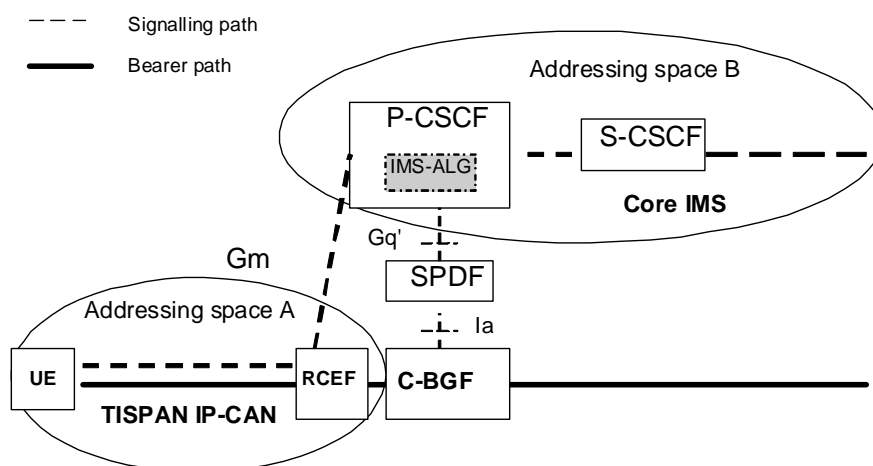 Signalling path
Bearer path
Addressing space B
P-CSCF
S-CSCF
IMS-ALG
Core IMS
Gq'
Gm
SPDF
Addressing space A
Ia
UE
RCEF
C-BGF
TISPAN IP-CAN